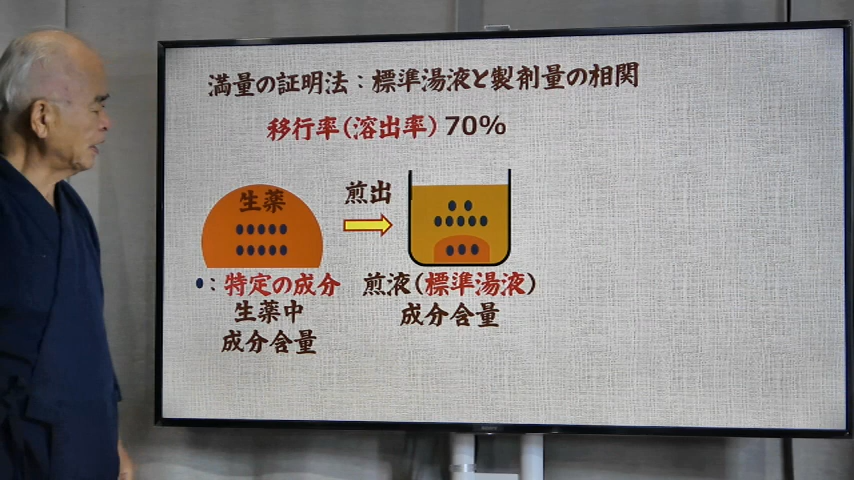 満量の証明法：標準湯液と製剤量の相関
移行率(溶出率) 70%
生薬
煎出
：特定の成分
生薬中
成分含量
煎液(標準湯液)
成分含量